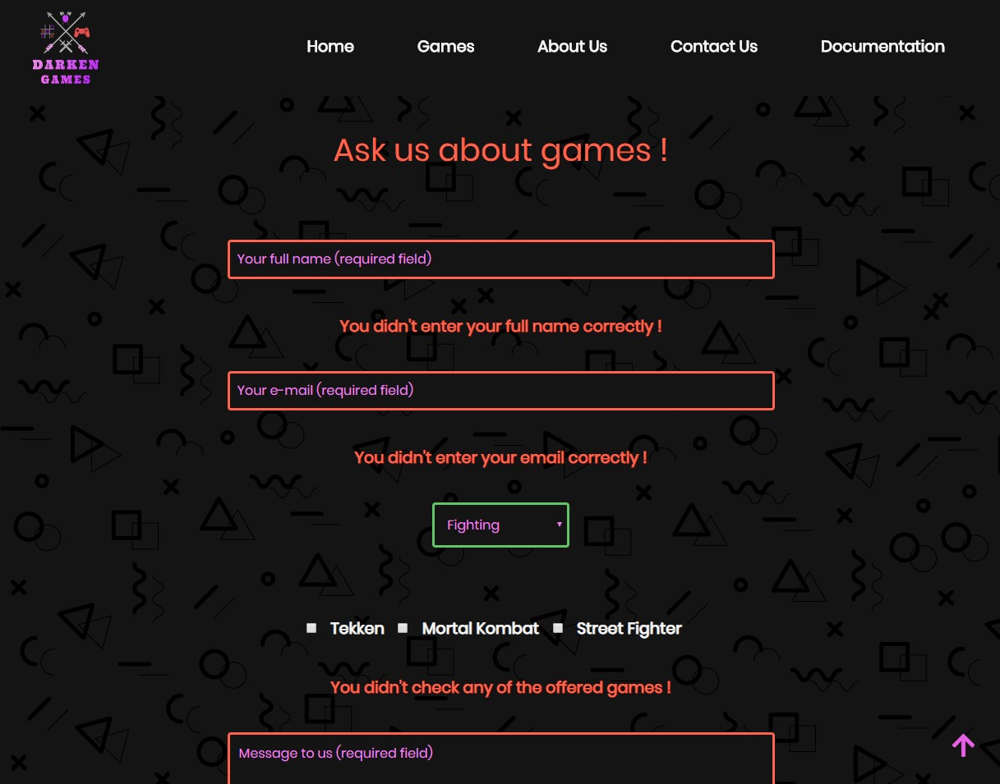 DARKEN
GAMES
Home Games About Us Contact Us Documentation
Ask us about games !
Your full name (required field)
You didn't enter your full name correctly !
Your e-mail (required field)
You didn't enter your email correctly !
Fighting
Tekken Mortal Kombat Street Fighter
You didn't check any of the offered games !
Message to us (required field)